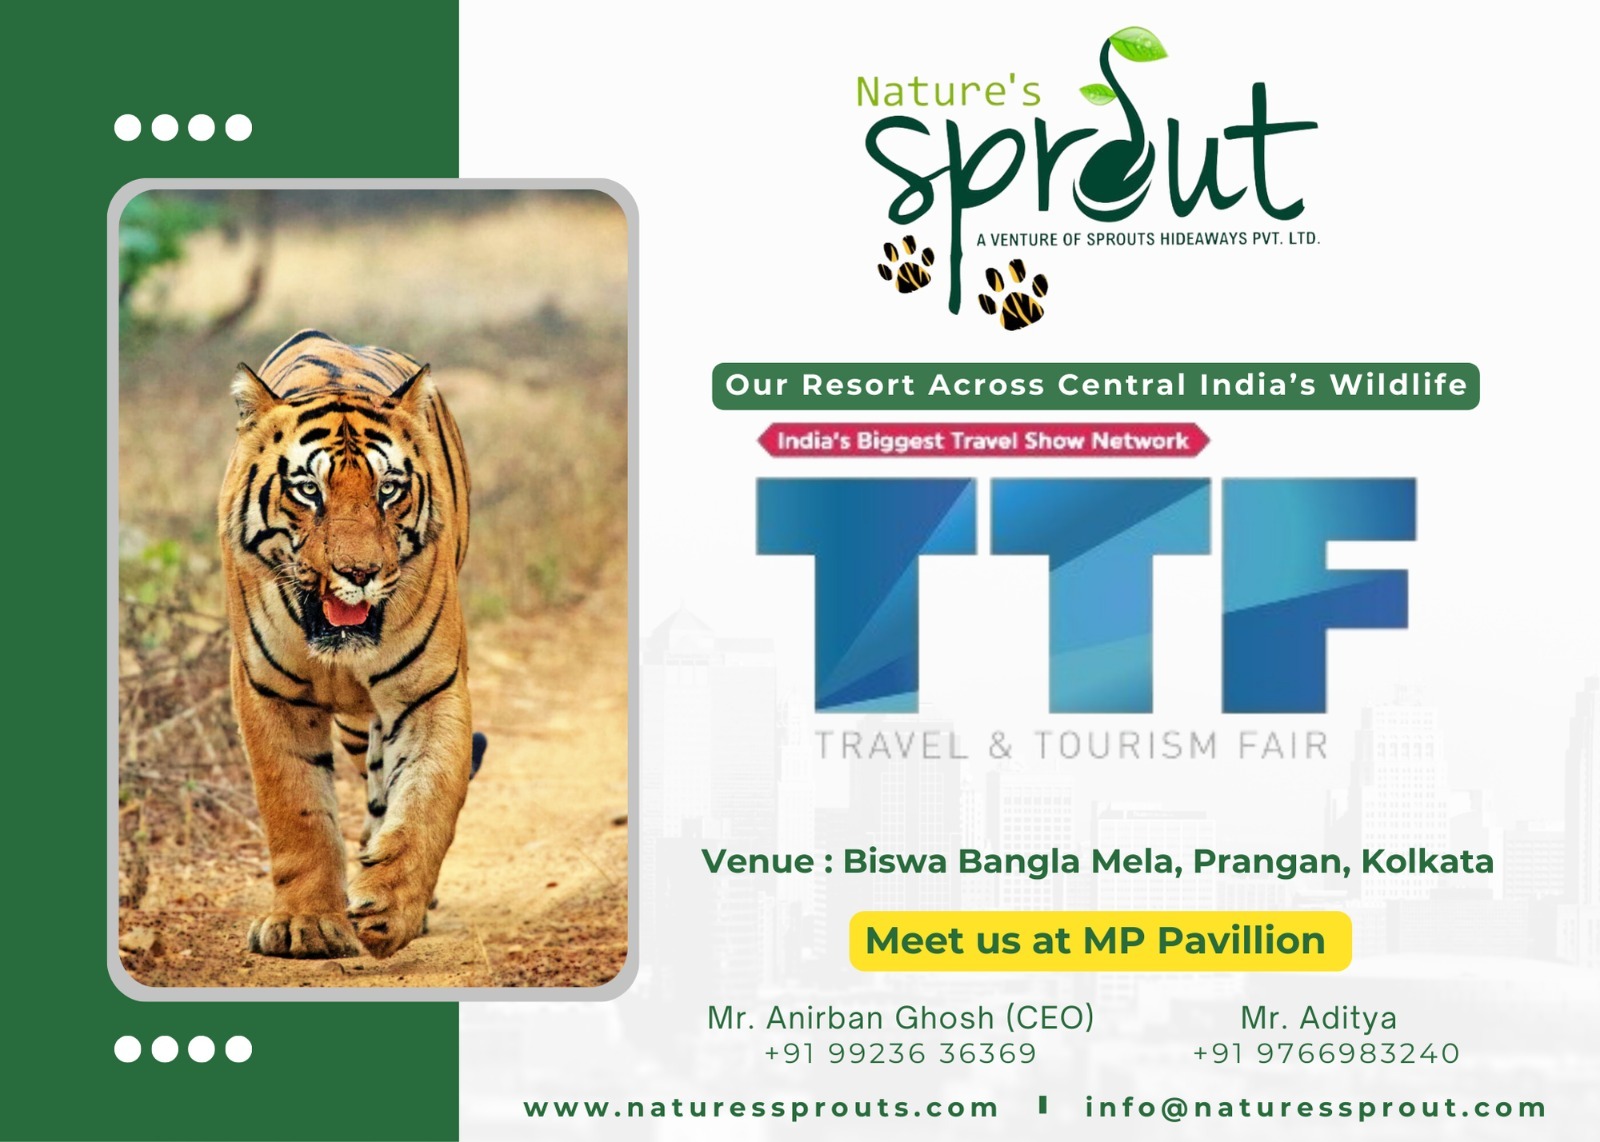 Nature's
sprout
A VENTURE OF SPROUTS HIDEAWAYS PVT. LTD.
Our Resort Across Central India’s Wildlife
India's Biggest Travel Show Network
TTF
TRAVEL & TOURISM FAIR
Venue : Biswa Bangla Mela, Prangan, Kolkata
Meet us at MP Pavillion
Mr. Anirban Ghosh (CEO)
+91 99236 36369
Mr. Aditya
+91 9766983240
www.naturessprouts.com
info@naturessprout.com